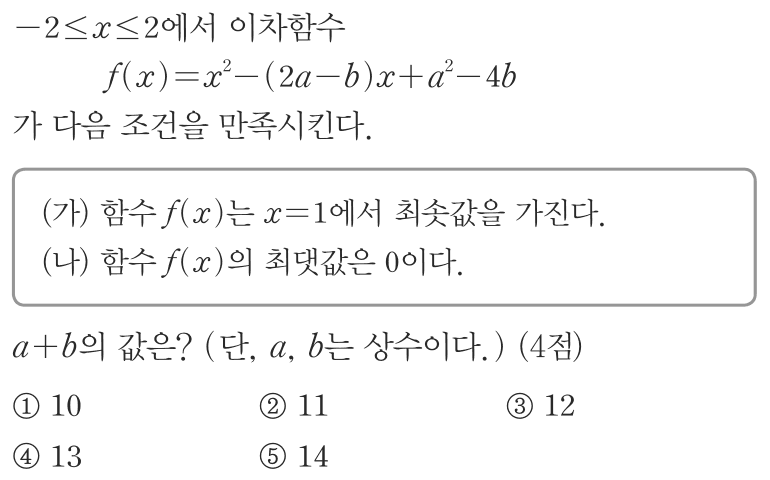 -2≤x≤2에서 이차함수
f(x)=x²-(2a-b)x+a²-4b
가 다음 조건을 만족시킨다.
(가) 함수 f(x)는 x=1에서 최솟값을 가진다.
(나) 함수 f(x)의 최댓값은 0이다.
a+b의 값은? (단, a, b는 상수이다.) (4점)
① 10 ② 11 ③ 12
④ 13 ⑤ 14